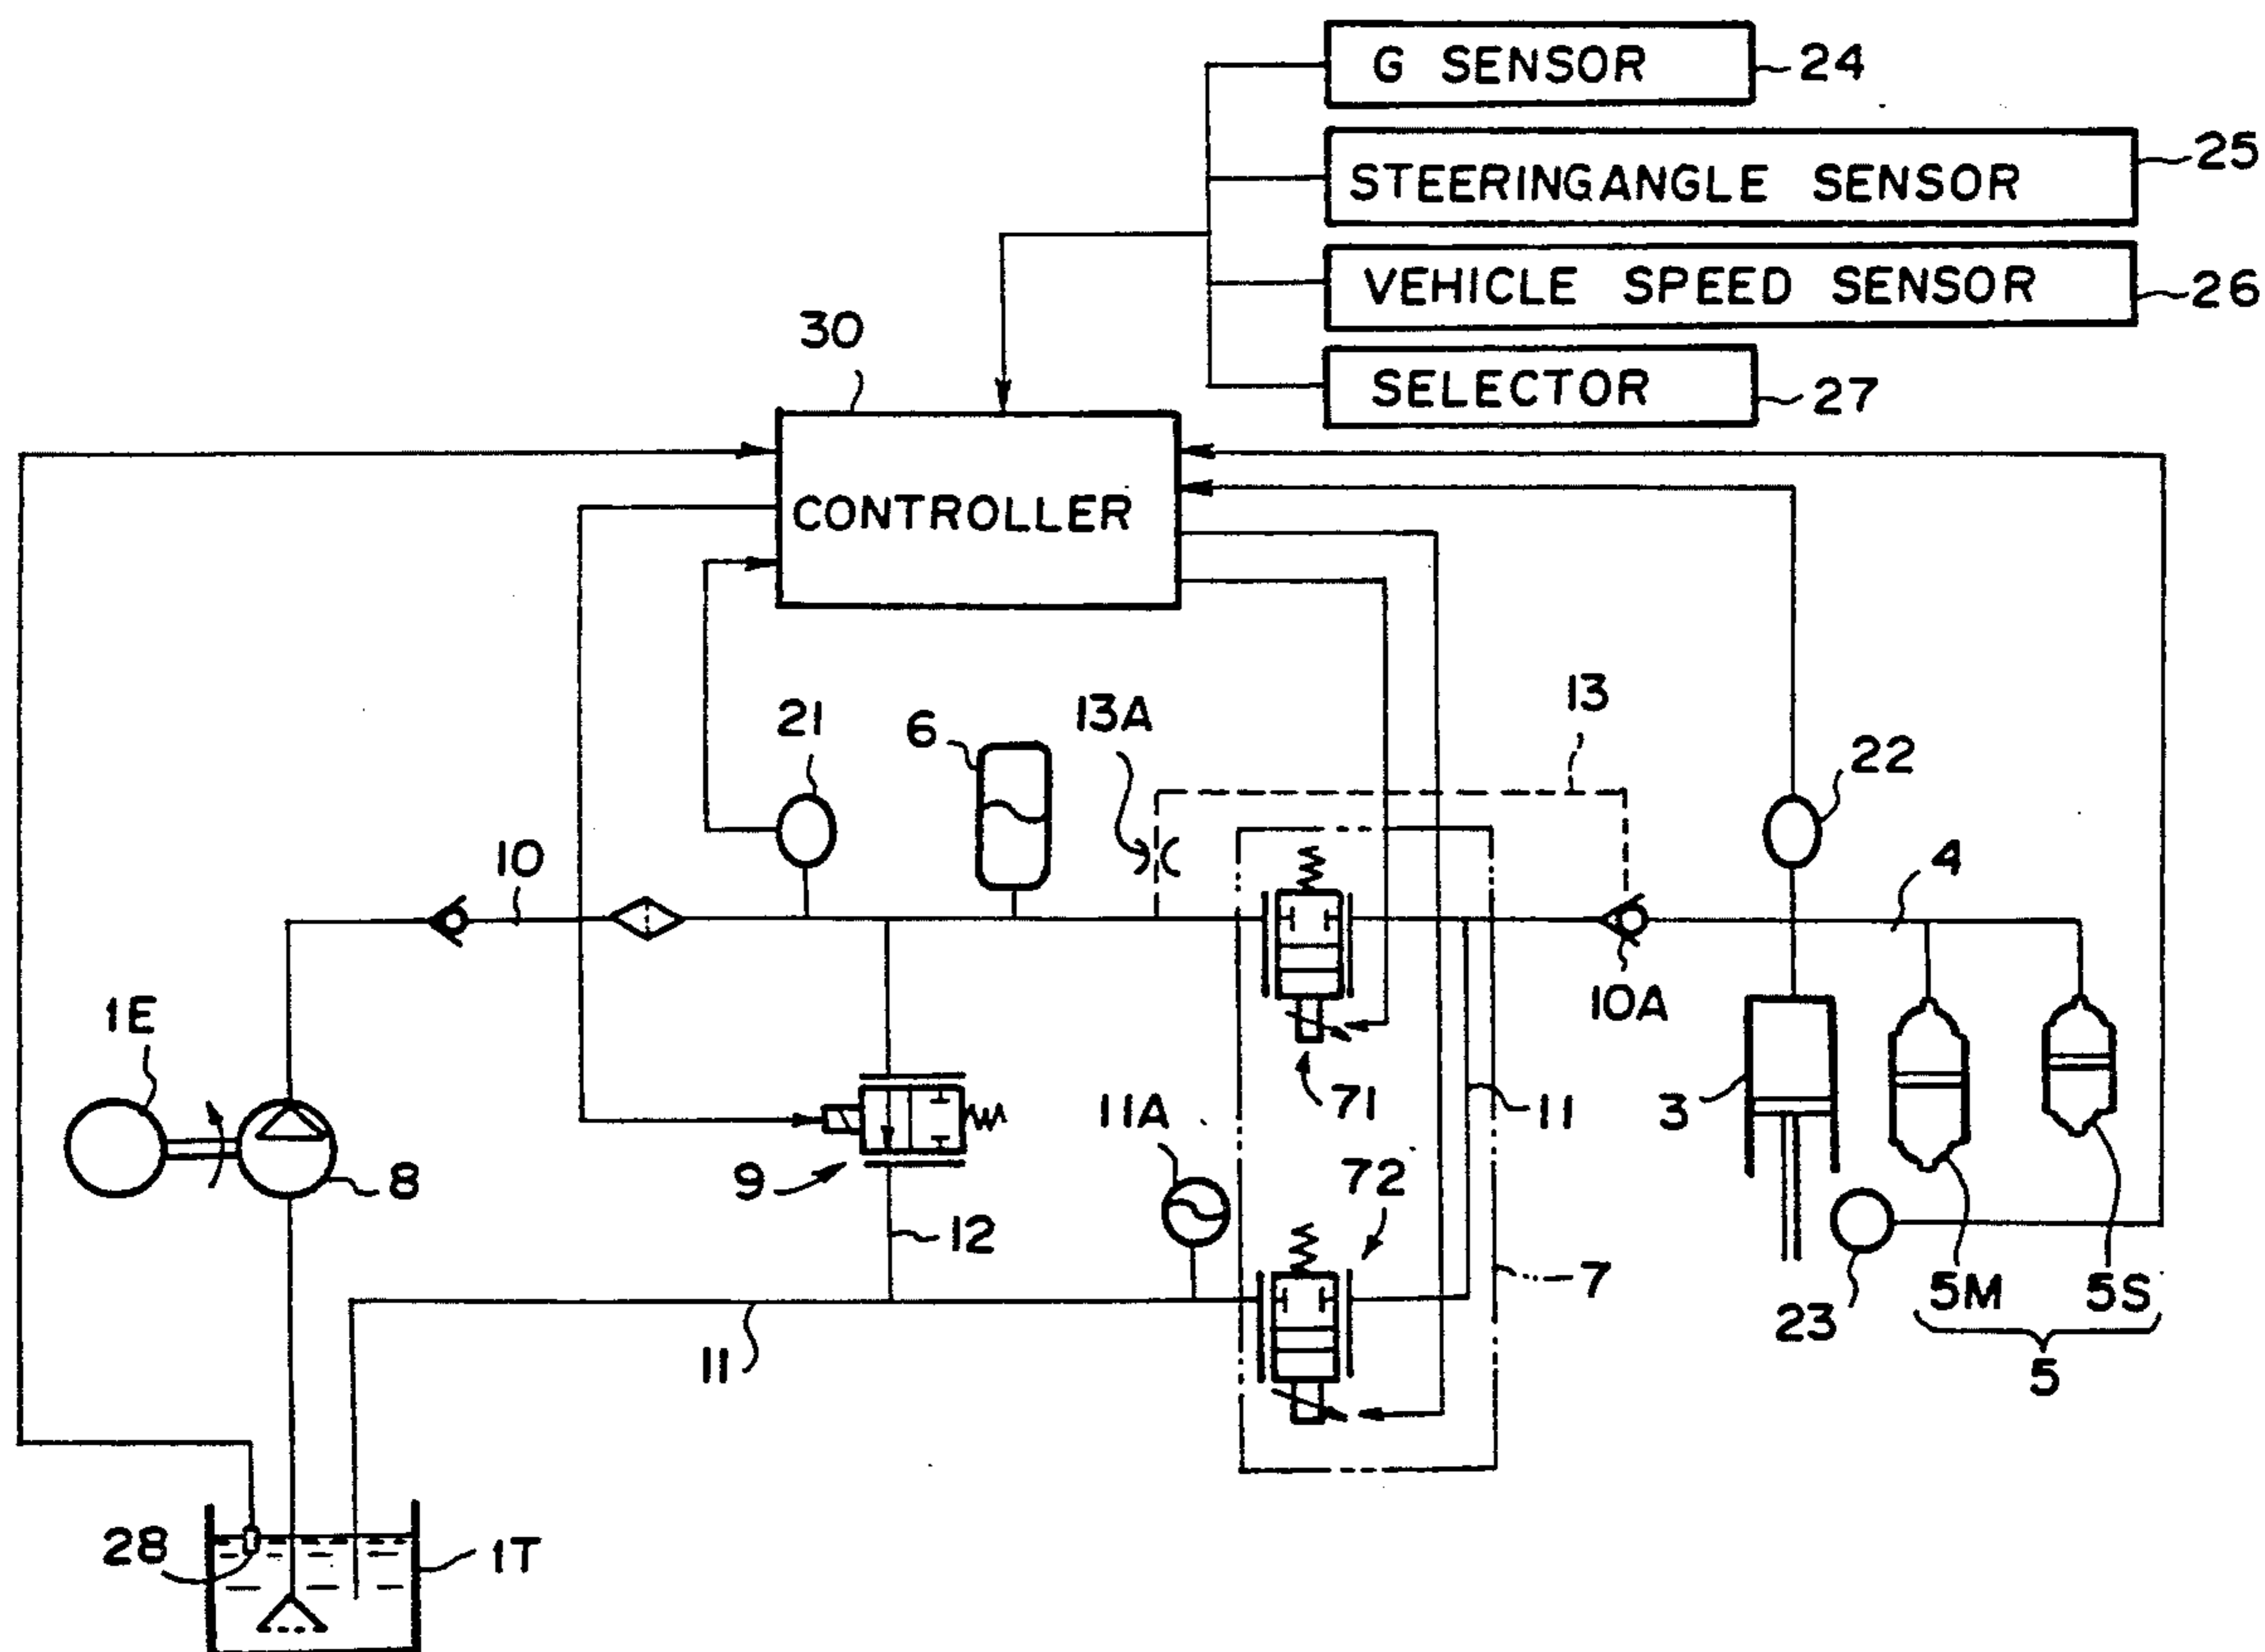 G SENSOR
24
STEERINGANGLE SENSOR
25
VEHICLE SPEED SENSOR
26
SELECTOR
27
30
CONTROLLER
21
6
13A
13
22
10
4
10A
1E
8
9
12
11A
71
11
3
72
7
23
5M
5S
5
11
28
1T